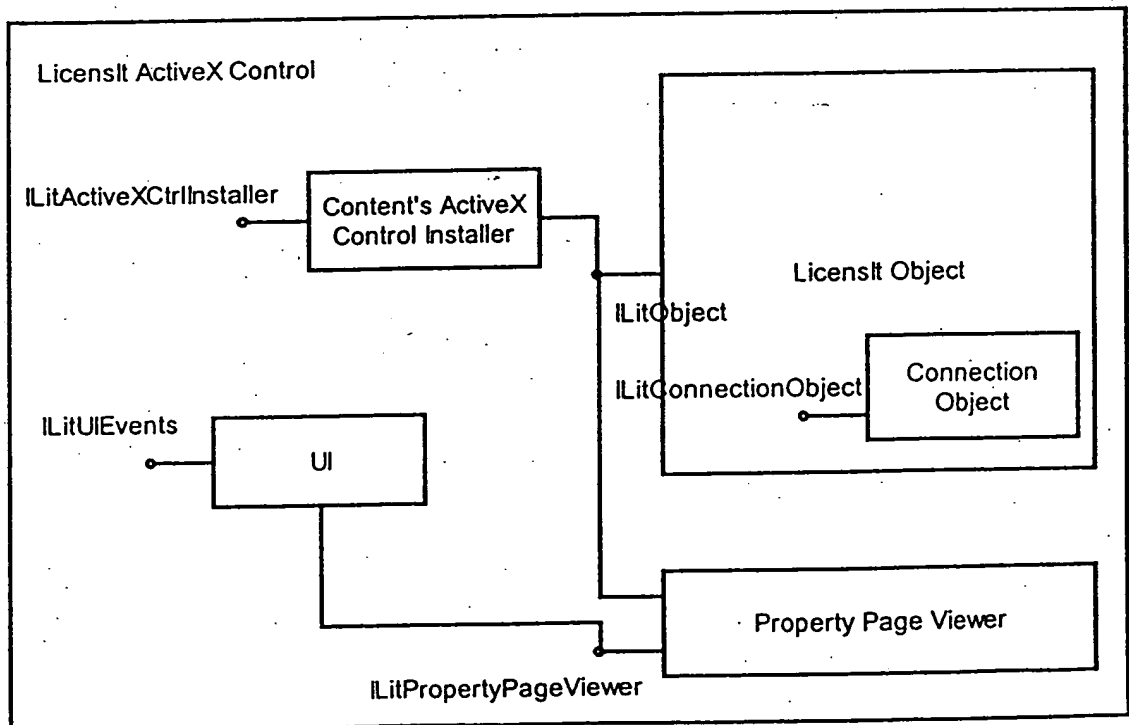 LicensIt ActiveX Control
ILitActiveXCtrlInstaller
Content's ActiveX
Control Installer
LicensIt Object
ILitObject
ILitConnectionObject
Connection
Object
ILitUIEvents
UI
Property Page Viewer
ILitPropertyPageViewer